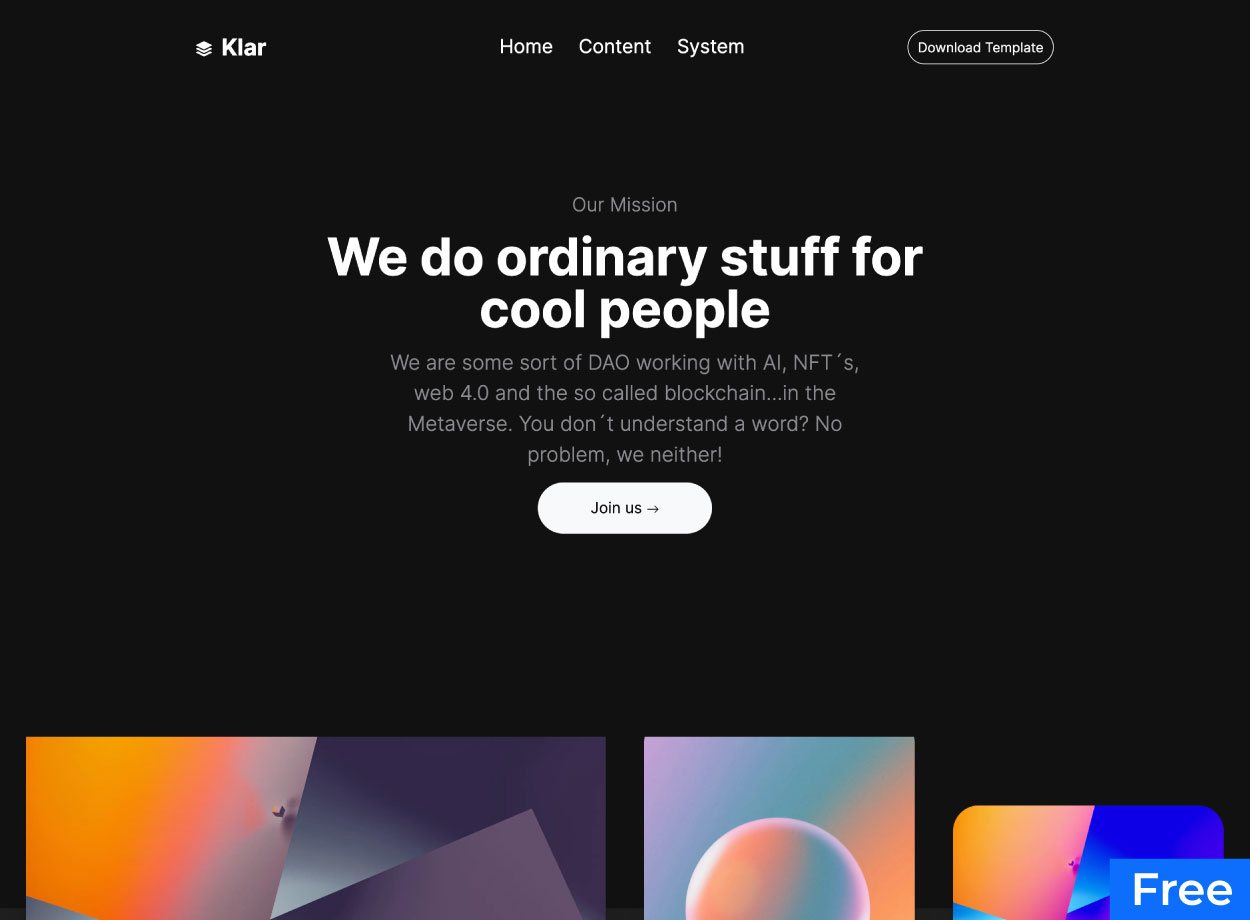 Klar
Home Content System
Download Template
Our Mission
We do ordinary stuff for
cool people
We are some sort of DAO working with AI, NFT´s,
web 4.0 and the so called blockchain...in the
Metaverse. You don´t understand a word? No
problem, we neither!
Join us →
Free